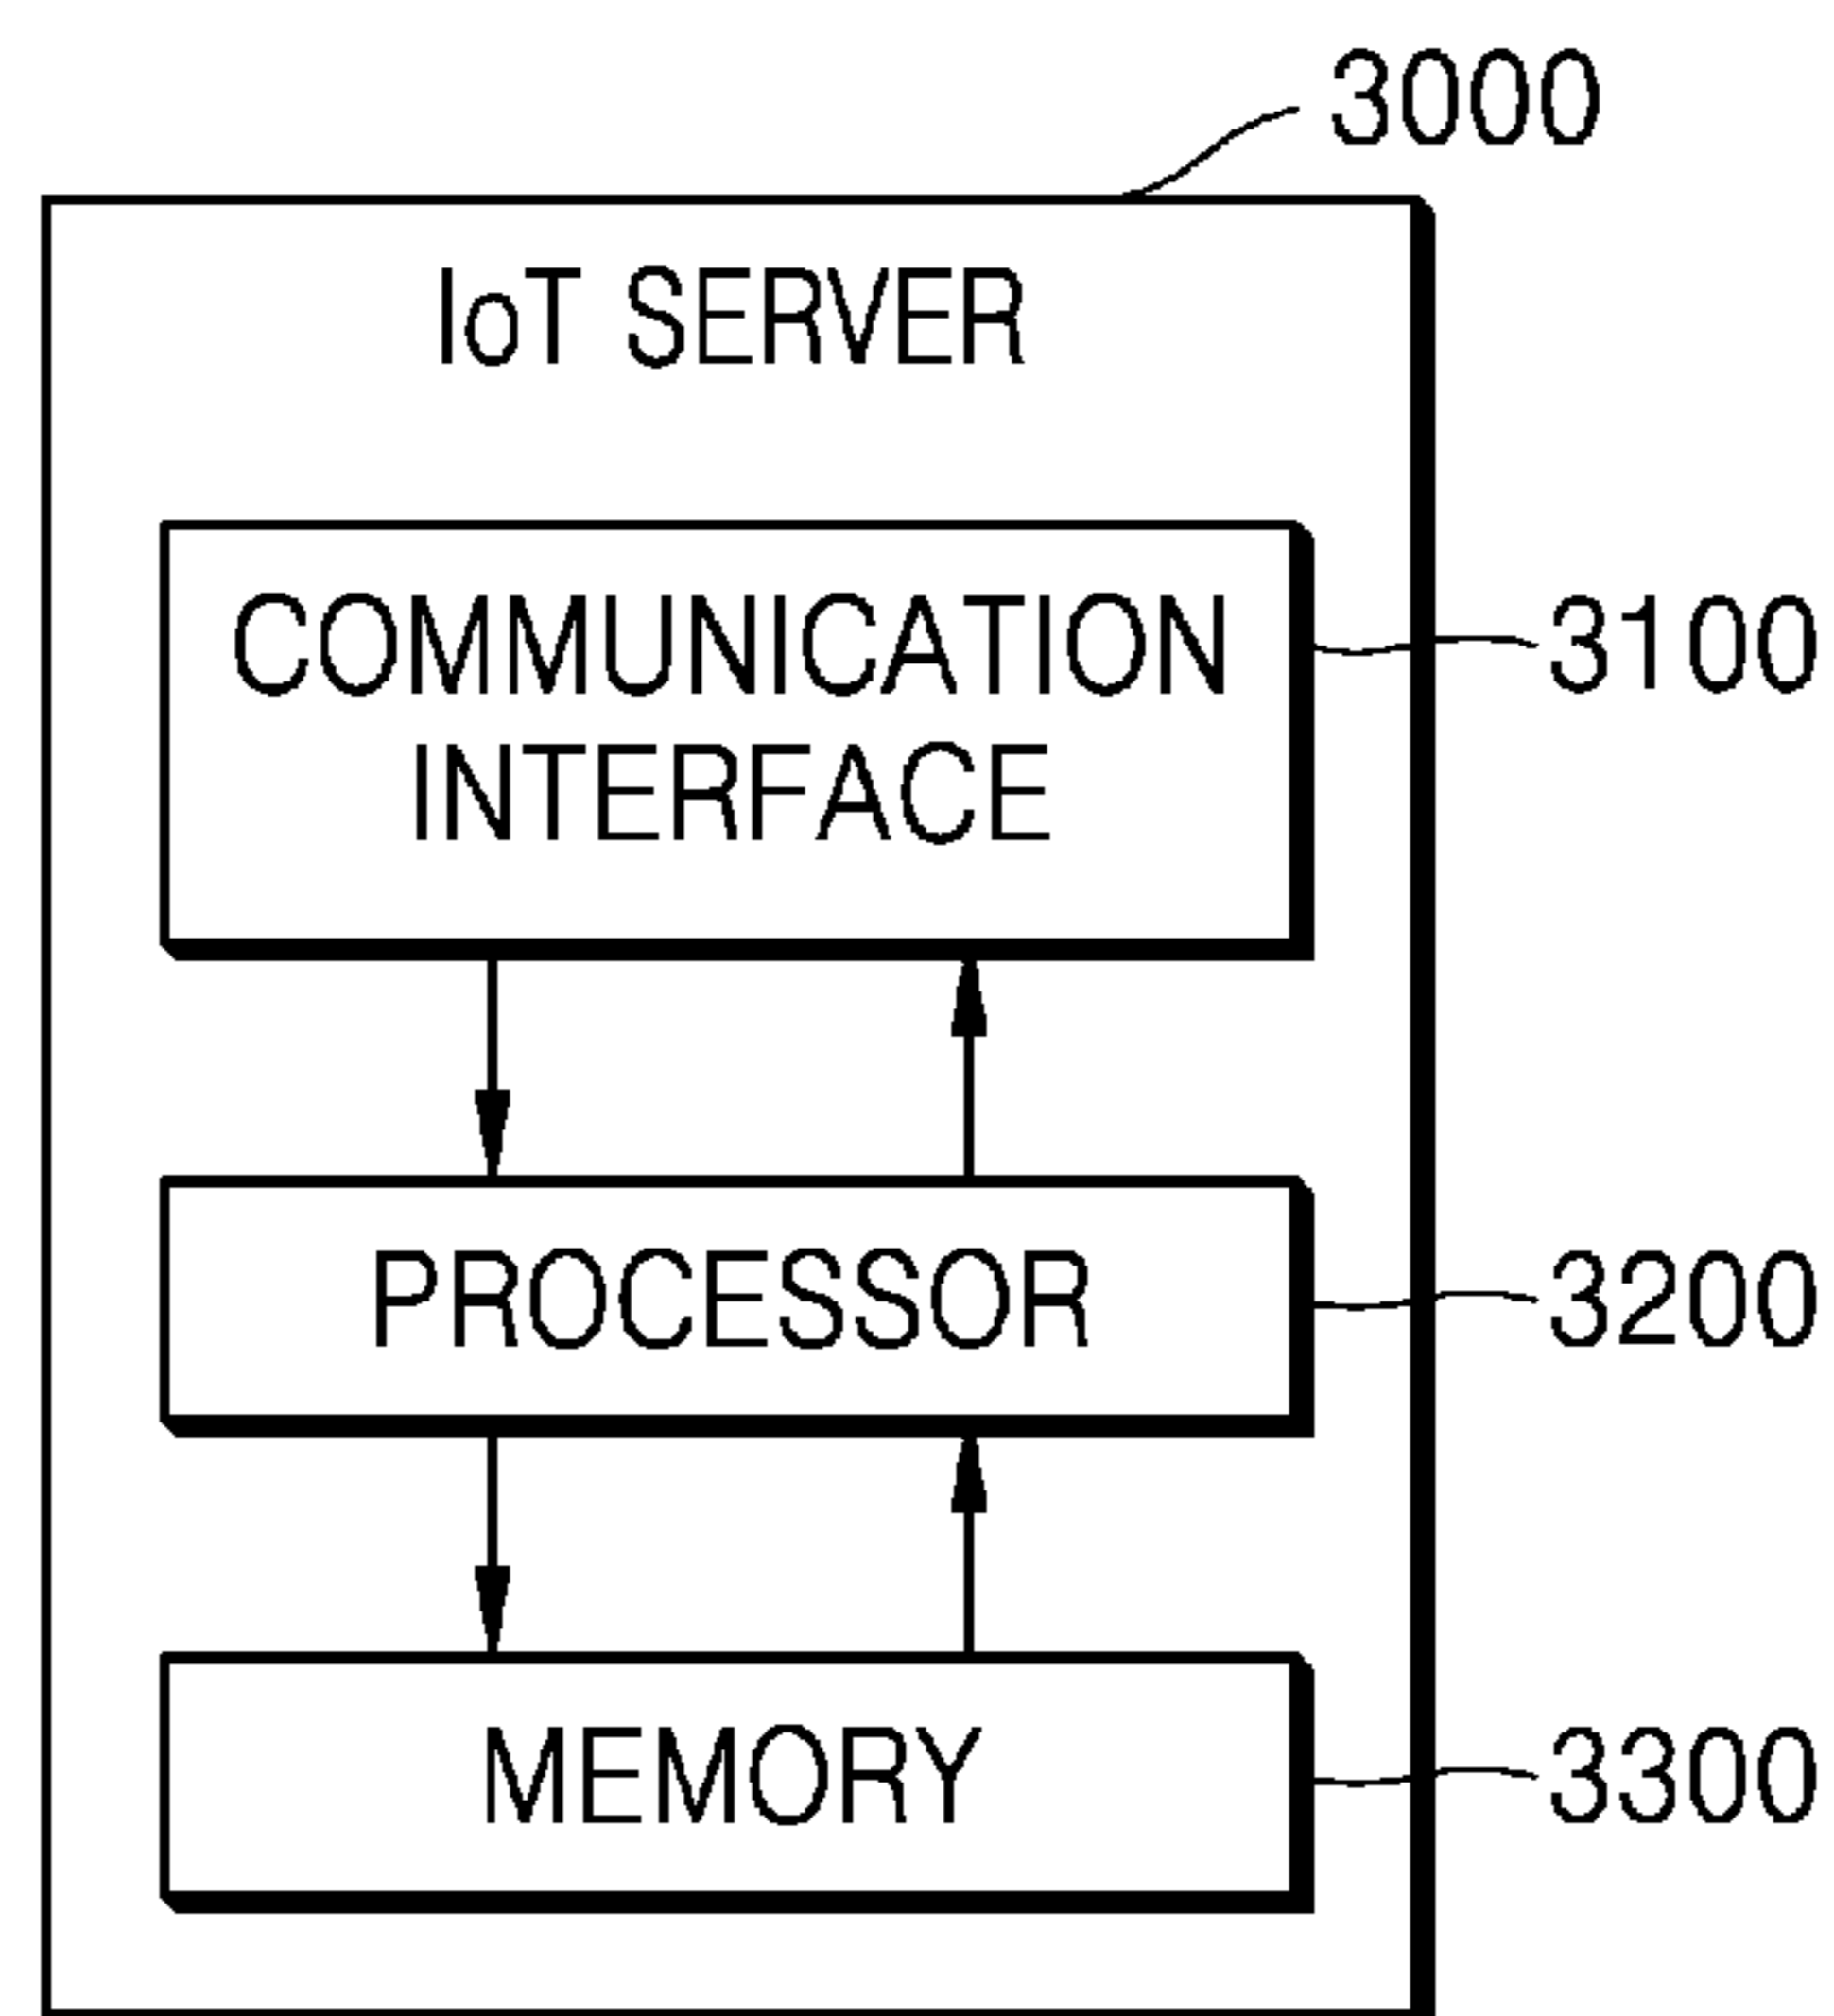 3000
IoT SERVER
COMMUNICATION 3100
INTERFACE
PROCESSOR 3200
MEMORY 3300